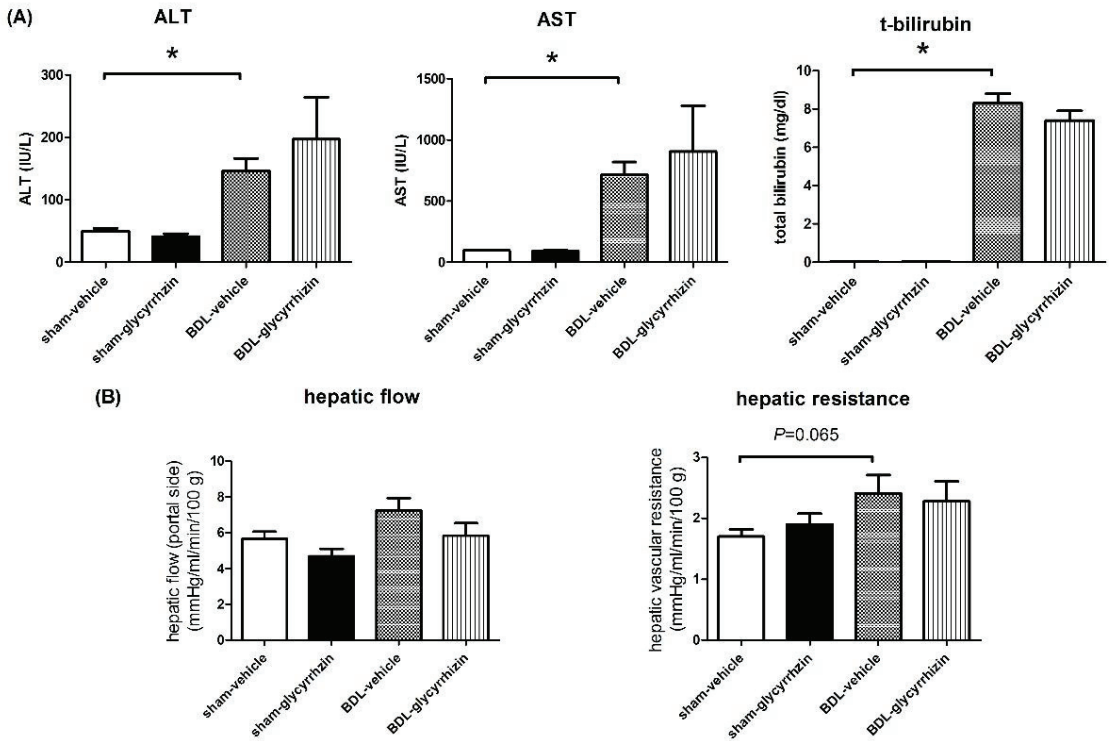 (A)
ALT
*
ALT (IU/L)
300
200
100
0
sham-vehicle
sham-glycyrrhzin
BDL-vehicle
BDL-glycyrrhizin
AST
*
AST (IU/L)
1500
1000
500
0
sham-vehicle
sham-glycyrrhzin
BDL-vehicle
BDL-glycyrrhizin
t-bilirubin
*
total bilirubin (mg/dl)
10
8
6
4
2
0
sham-vehicle
sham-glycyrrhzin
BDL-vehicle
BDL-glycyrrhizin
(B)
hepatic flow
hepatic flow (portal side)
(mmHg/ml/min/100 g)
10
8
6
4
2
0
sham-vehicle
sham-glycyrrhzin
BDL-vehicle
BDL-glycyrrhizin
hepatic resistance
P=0.065
hepatic vascular resistance
(mmHg/ml/min/100 g)
3
2
1
0
sham-vehicle
sham-glycyrrhzin
BDL-vehicle
BDL-glycyrrhizin